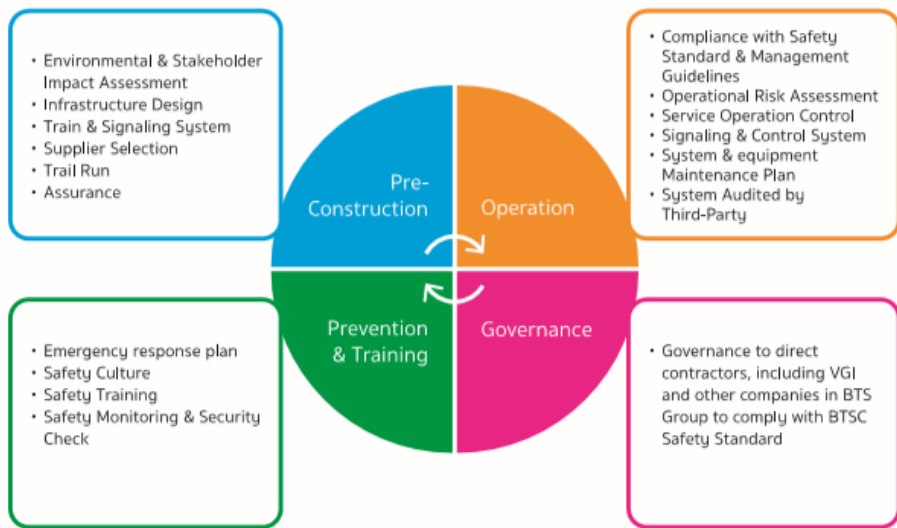 • Environmental & Stakeholder
Impact Assessment
• Infrastructure Design
• Train & Signaling System
• Supplier Selection
• Trail Run
• Assurance
• Compliance with Safety
Standard & Management
Guidelines
• Operational Risk Assessment
• Service Operation Control
• Signaling & Control System
• System & equipment
Maintenance Plan
• System Audited by
Third-Party
Pre-
Construction
Operation
Prevention
& Training
Governance
• Emergency response plan
• Safety Culture
• Safety Training
• Safety Monitoring & Security
Check
• Governance to direct
contractors, including VGI
and other companies in BTS
Group to comply with BTSC
Safety Standard